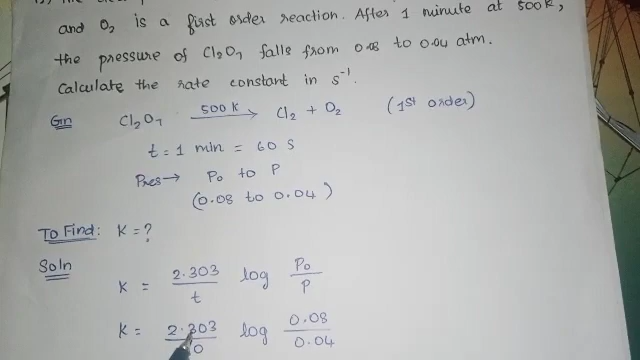 and O2 is a first order reaction. After 1 minute at 500K,
the pressure of Cl2O7 falls from 0.08 to 0.04 atm.
Calculate the rate constant in s-1.
Gn Cl2O7 500 K → Cl2 + O2 (1st order)
t = 1 min = 60 s
Pres → P0 to P
(0.08 to 0.04)
To Find: K = ?
Soln
K = 2.303 / t log P0 / P
K = 2.303 / 0 log 0.08 / 0.04